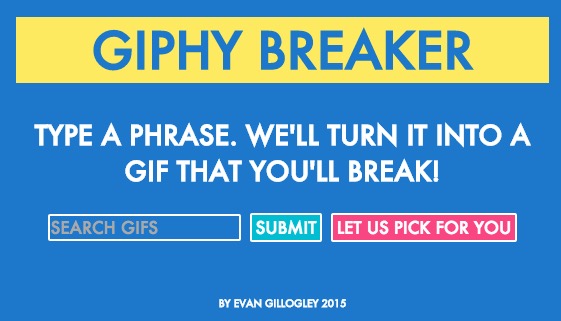 GIPHY BREAKER
TYPE A PHRASE. WE'LL TURN IT INTO A
GIF THAT YOU'LL BREAK!
SEARCH GIFS SUBMIT LET US PICK FOR YOU
BY EVAN GILLOGLEY 2015